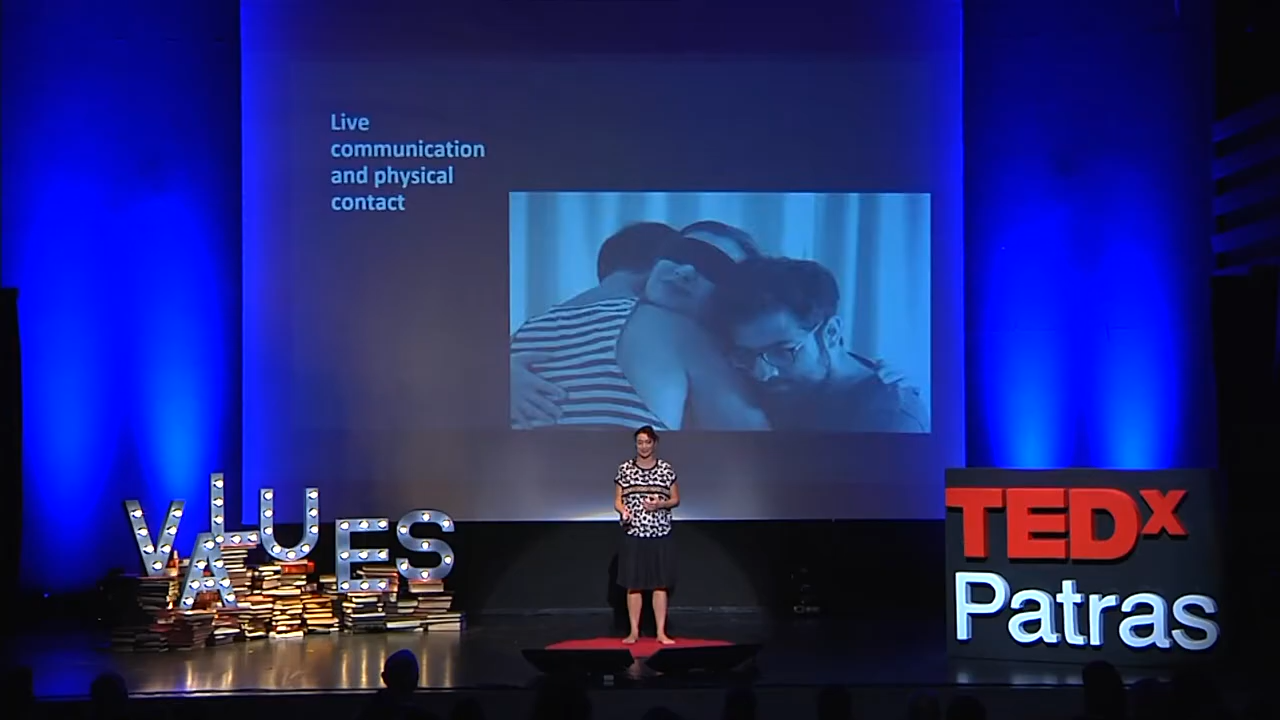 Live
communication
and physical
contact
VALUES
TEDx
Patras